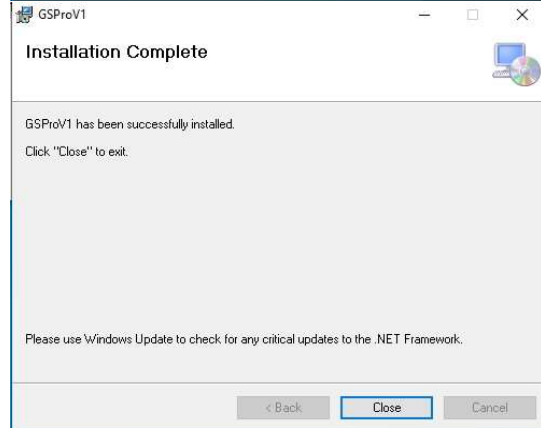 GSProV1
Installation Complete
GSProV1 has been successfully installed.
Click "Close" to exit.
Please use Windows Update to check for any critical updates to the .NET Framework.
< Back
Close
Cancel